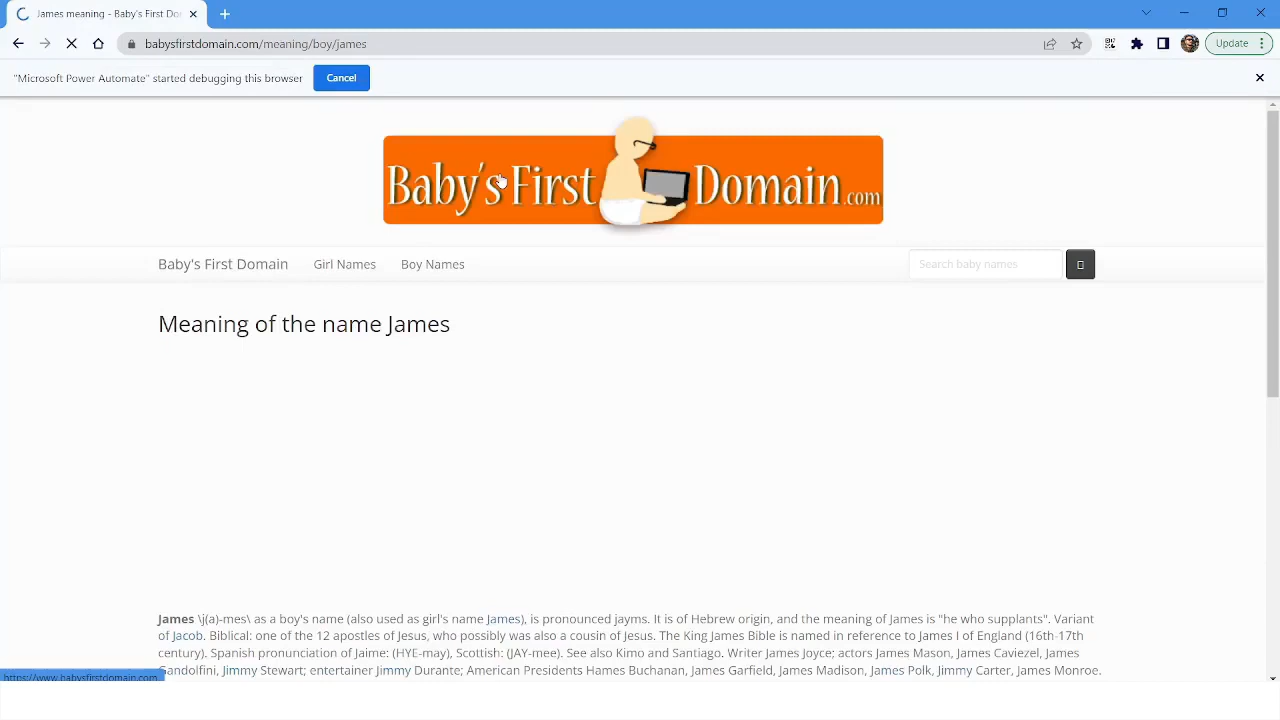 James meaning - Baby's First Do
babysfirstdomain.com/meaning/boy/james
Update
"Microsoft Power Automate" started debugging this browser
Cancel
Baby's First Domain.com
Baby's First Domain
Girl Names
Boy Names
Search baby names
Meaning of the name James
James \j(a)-mes\ as a boy's name (also used as girl's name James), is pronounced jayms. It is of Hebrew origin, and the meaning of James is "he who supplants". Variant
of Jacob. Biblical: one of the 12 apostles of Jesus, who possibly was also a cousin of Jesus. The King James Bible is named in reference to James I of England (16th-17th
century). Spanish pronunciation of Jaime: (HYE-may), Scottish: (JAY-mee). See also Kimo and Santiago. Writer James Joyce; actors James Mason, James Caviezel, James
Gandolfini, Jimmy Stewart; entertainer Jimmy Durante; American Presidents Hames Buchanan, James Garfield, James Madison, James Polk, Jimmy Carter, James Monroe.
https://www.babysfirstdomain.com